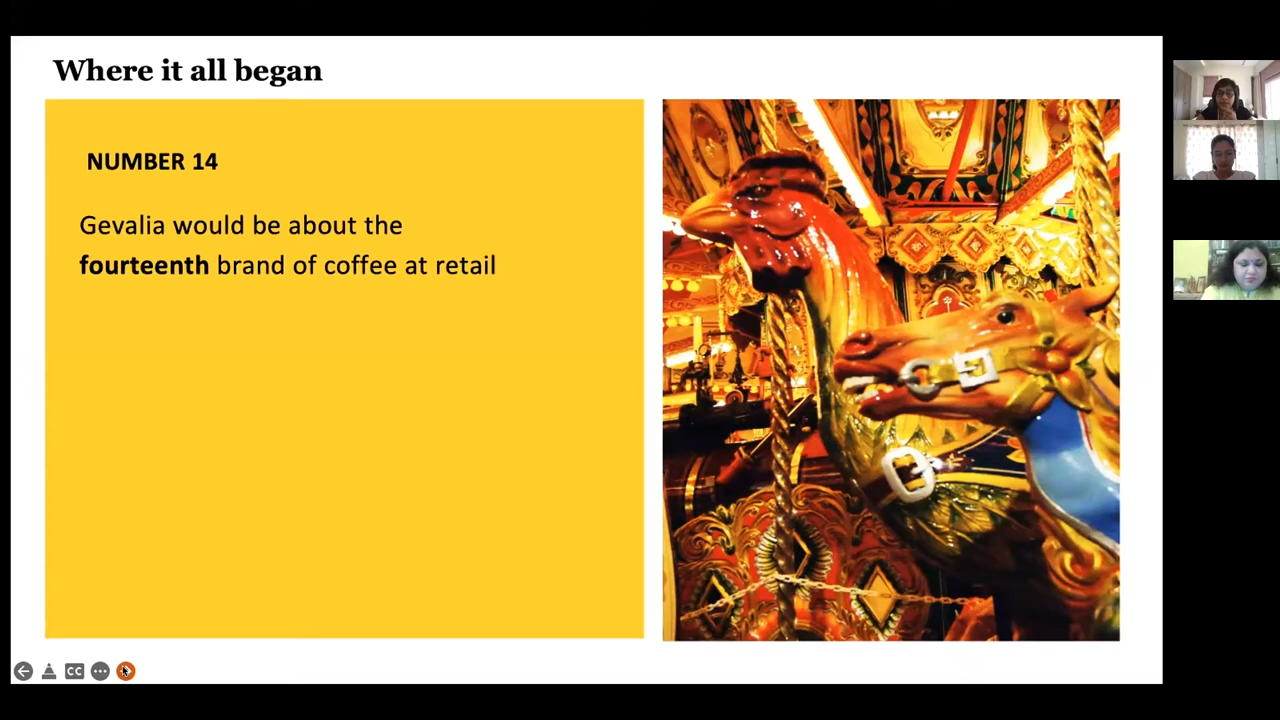 Where it all began
NUMBER 14
Gevalia would be about the
fourteenth brand of coffee at retail
CC